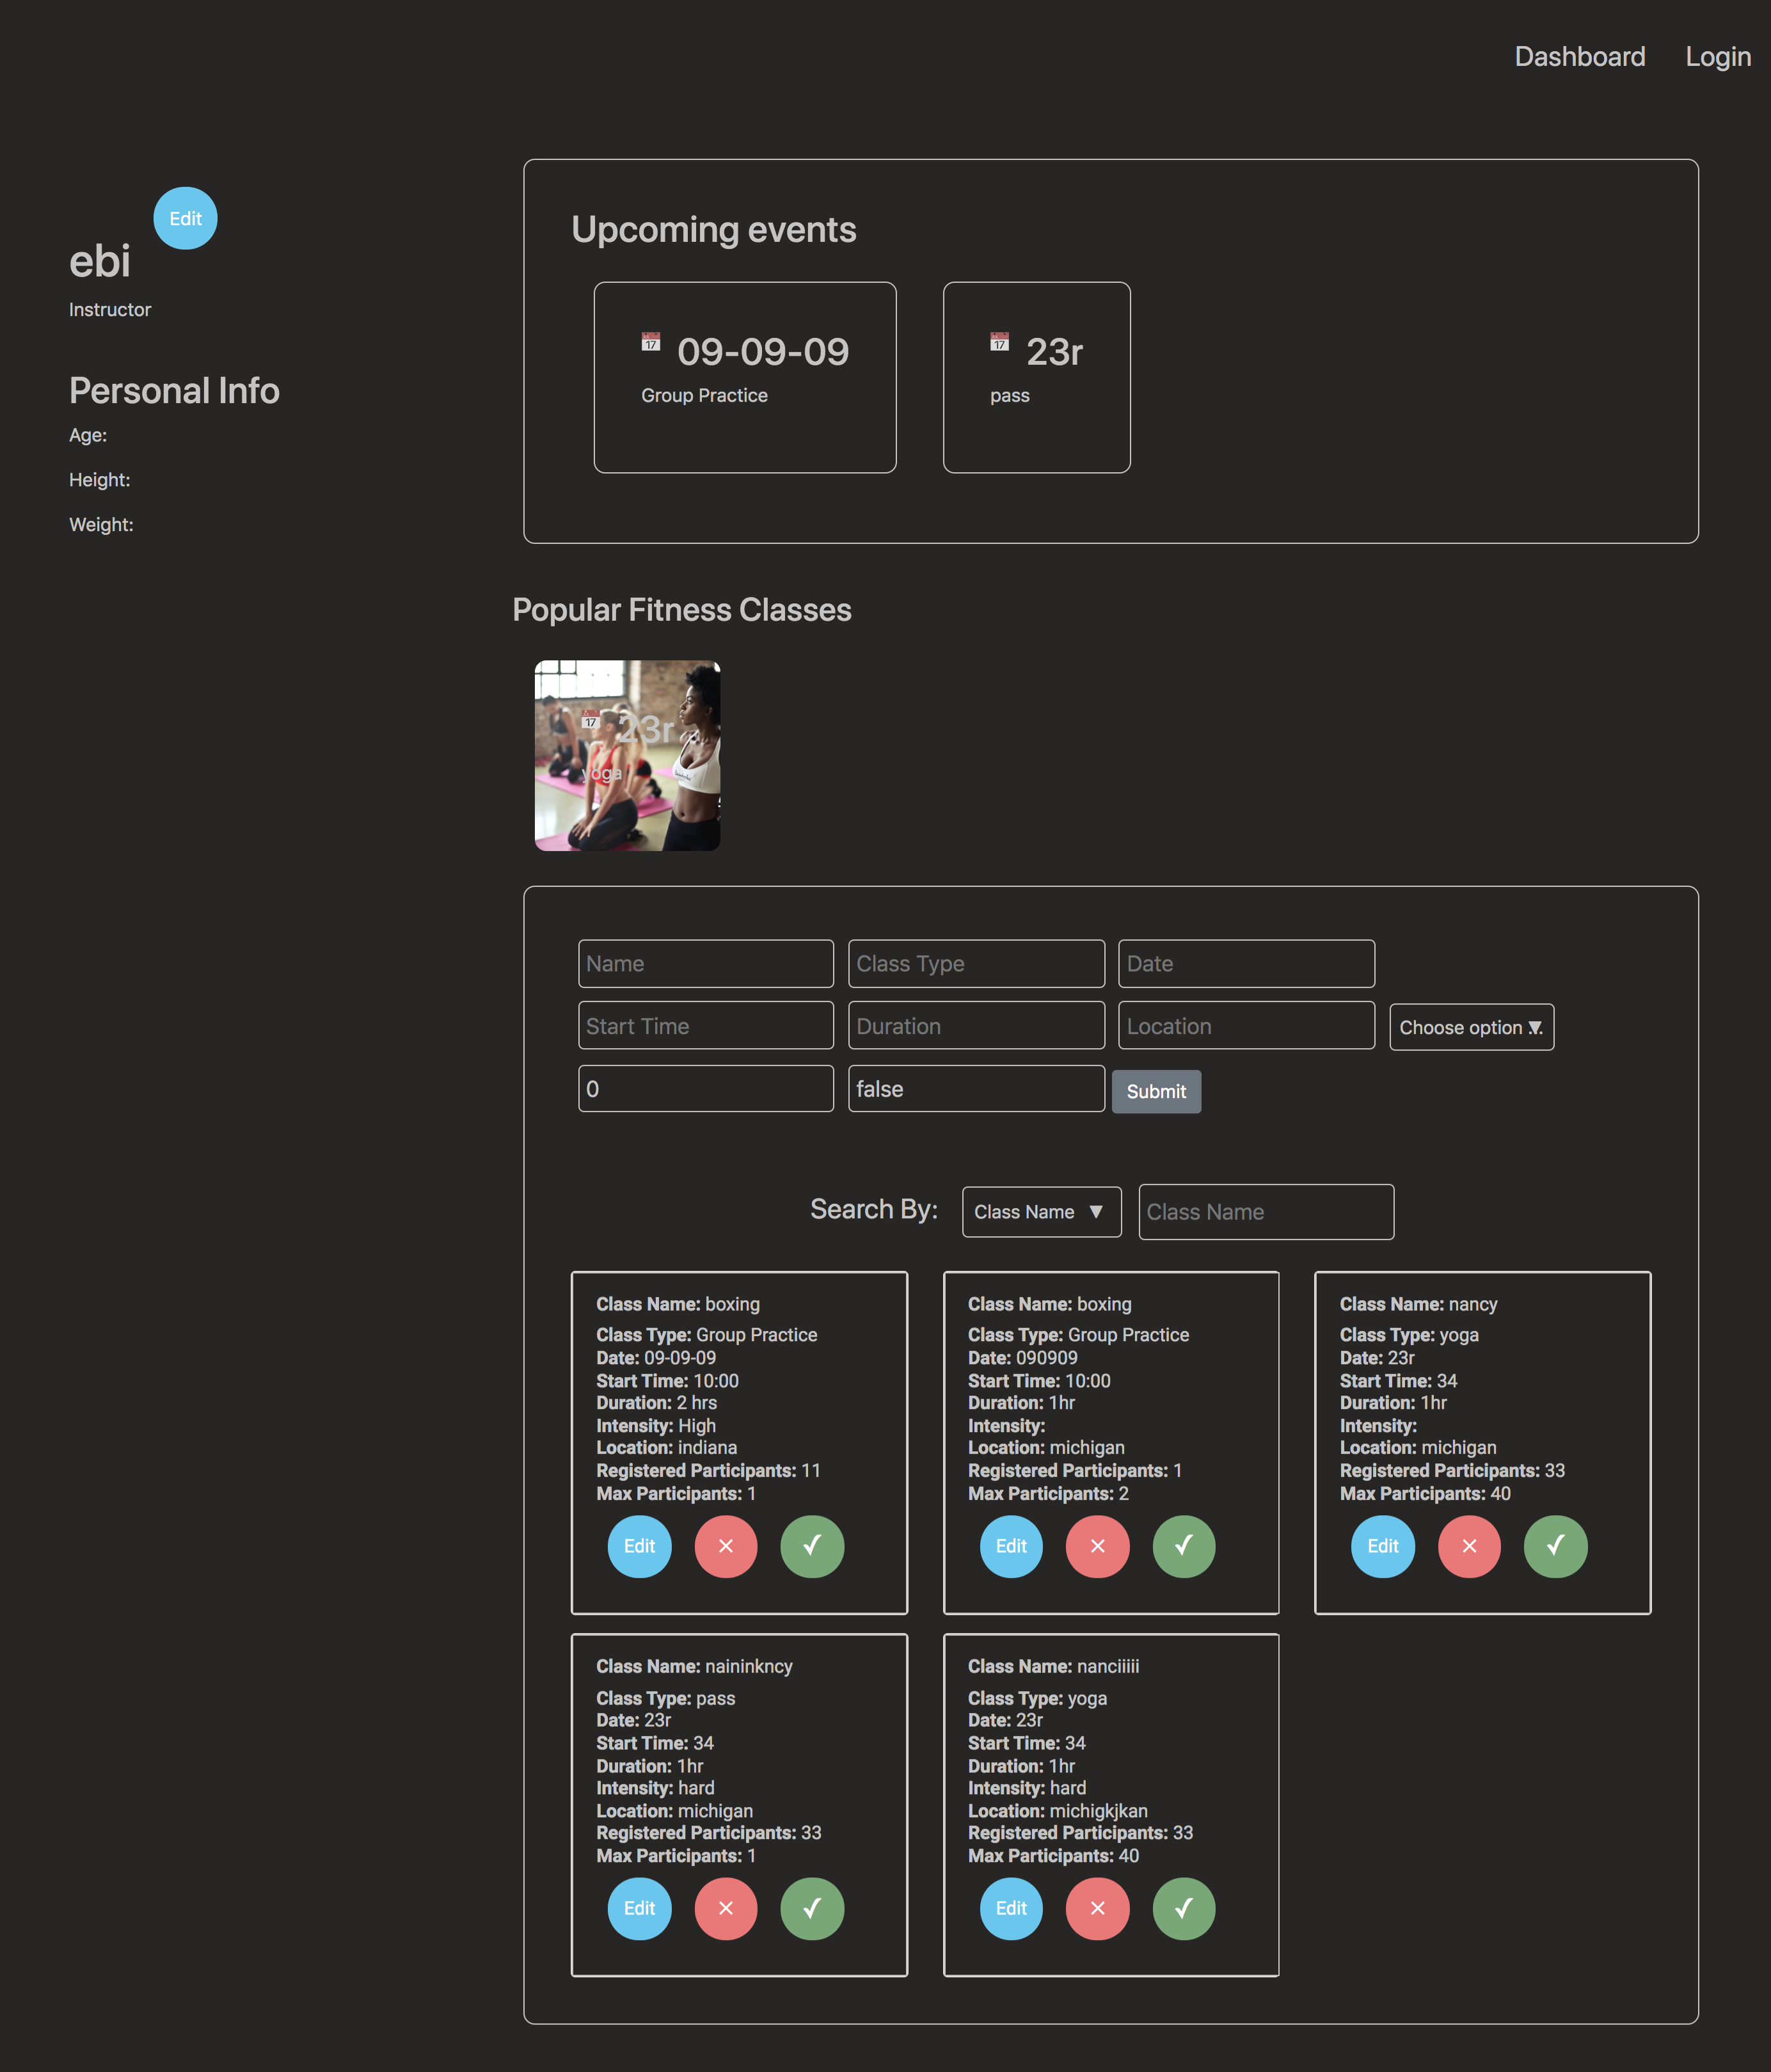 Dashboard Login
Edit
ebi
Instructor
Personal Info
Age:
Height:
Weight:
Upcoming events
17 09-09-09
Group Practice
17 23r
pass
Popular Fitness Classes
17 23r
yoga
Name Class Type Date
Start Time Duration Location Choose option ▼
0 false Submit
Search By: Class Name ▼ Class Name
Class Name: boxing
Class Type: Group Practice
Date: 09-09-09
Start Time: 10:00
Duration: 2 hrs
Intensity: High
Location: indiana
Registered Participants: 11
Max Participants: 1
Edit × ✓
Class Name: boxing
Class Type: Group Practice
Date: 090909
Start Time: 10:00
Duration: 1hr
Intensity:
Location: michigan
Registered Participants: 1
Max Participants: 2
Edit × ✓
Class Name: nancy
Class Type: yoga
Date: 23r
Start Time: 34
Duration: 1hr
Intensity:
Location: michigan
Registered Participants: 33
Max Participants: 40
Edit × ✓
Class Name: naininkncy
Class Type: pass
Date: 23r
Start Time: 34
Duration: 1hr
Intensity: hard
Location: michigan
Registered Participants: 33
Max Participants: 1
Edit × ✓
Class Name: nanciiiii
Class Type: yoga
Date: 23r
Start Time: 34
Duration: 1hr
Intensity: hard
Location: michigkjkan
Registered Participants: 33
Max Participants: 40
Edit × ✓